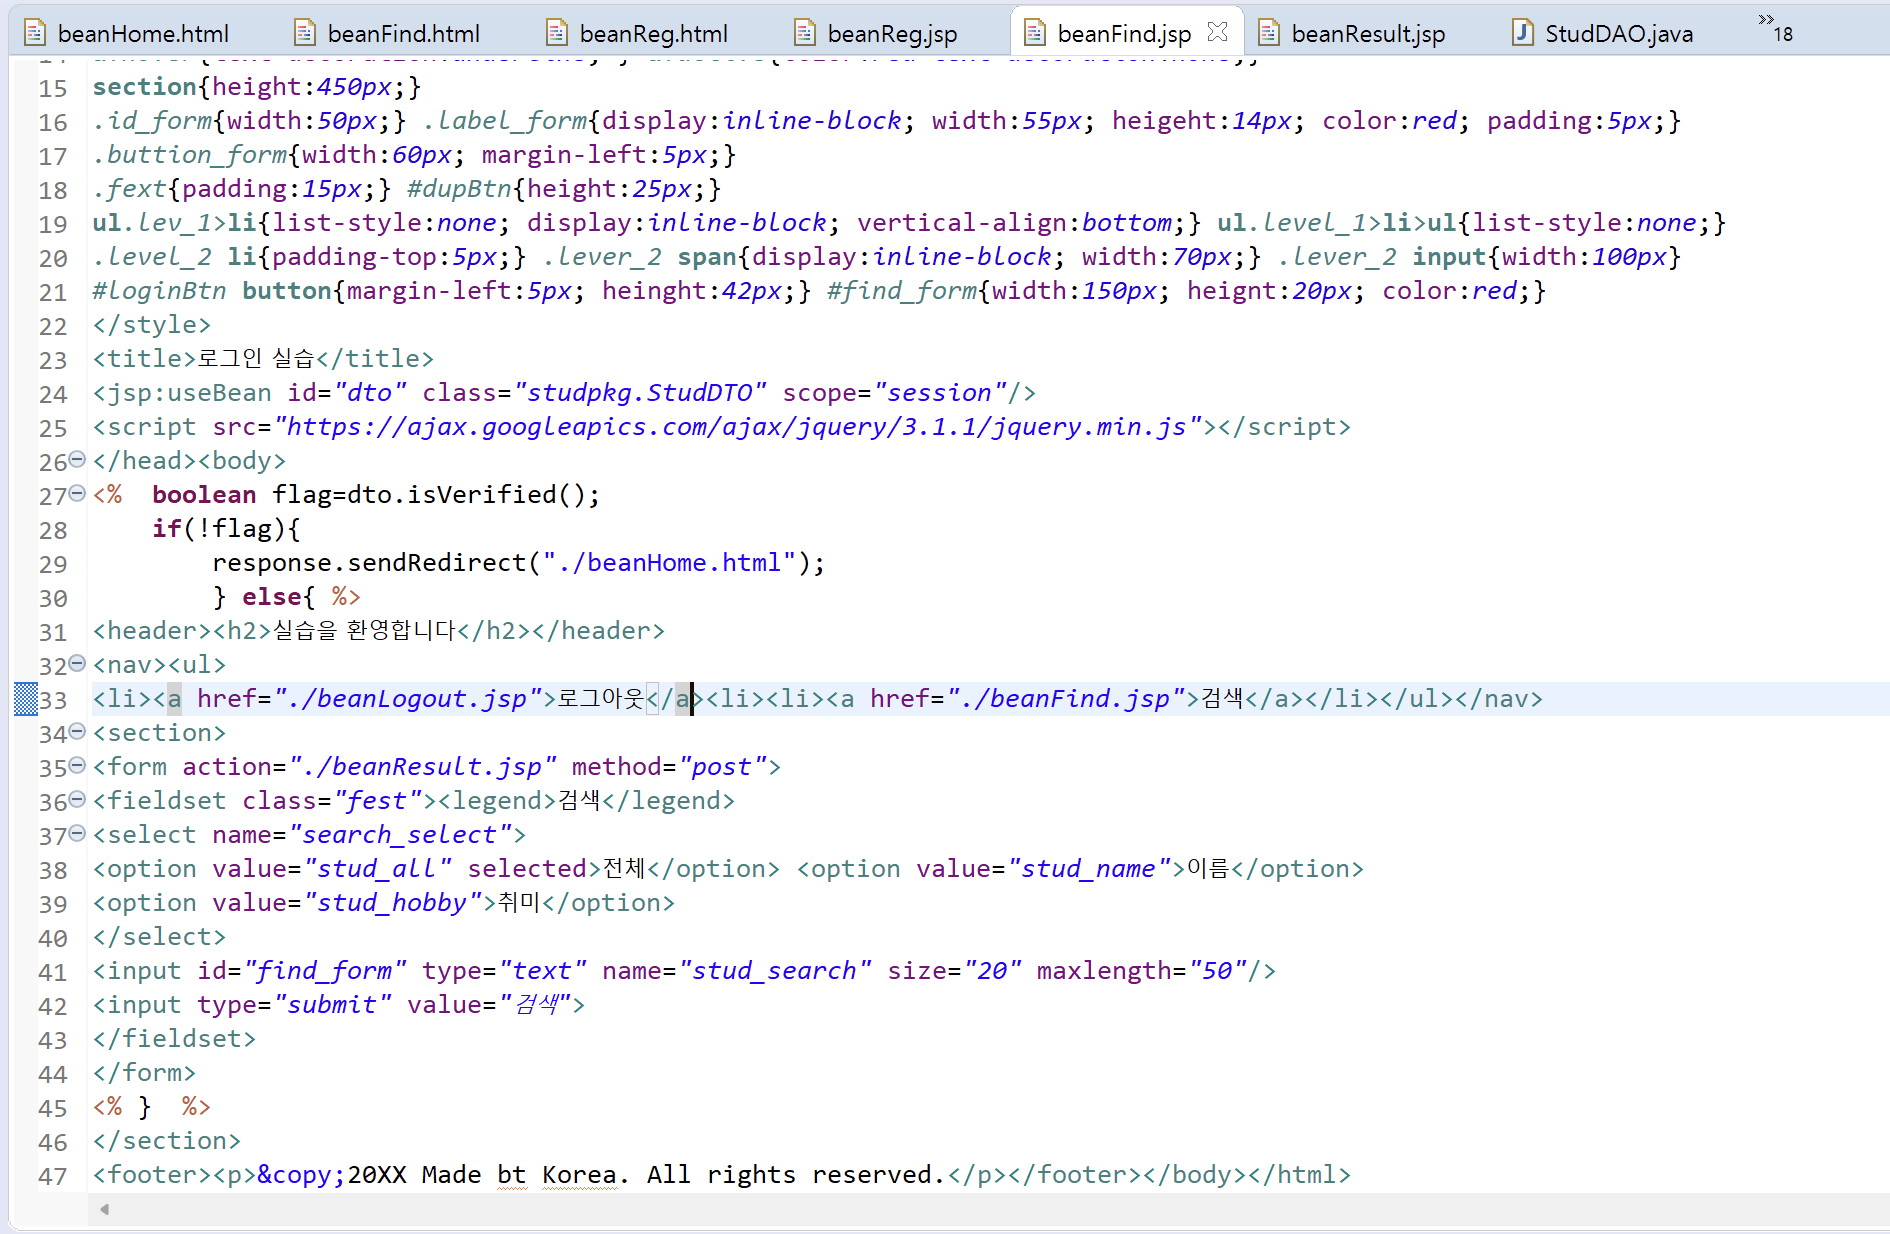 beanHome.html beanFind.html beanReg.html beanReg.jsp beanFind.jsp beanResult.jsp StudDAO.java »18
15 section{height:450px;}
16 .id_form{width:50px;} .label_form{display:inline-block; width:55px; heigeht:14px; color:red; padding:5px;}
17 .buttion_form{width:60px; margin-left:5px;}
18 .fext{padding:15px;} #dupBtn{height:25px;}
19 ul.lev_1>li{list-style:none; display:inline-block; vertical-align:bottom;} ul.level_1>li>ul{list-style:none;}
20 .level_2 li{padding-top:5px;} .lever_2 span{display:inline-block; width:70px;} .lever_2 input{width:100px}
21 #loginBtn button{margin-left:5px; heinght:42px;} #find_form{width:150px; heignt:20px; color:red;}
22 </style>
23 <title>로그인 실습</title>
24 <jsp:useBean id="dto" class="studpkg.StudDTO" scope="session"/>
25 <script src="https://ajax.googleapics.com/ajax/jquery/3.1.1/jquery.min.js"></script>
26 </head><body>
27 <% boolean flag=dto.isVerified();
28 if(!flag){
29 response.sendRedirect("./beanHome.html");
30 } else{ %>
31 <header><h2>실습을 환영합니다</h2></header>
32 <nav><ul>
33 <li><a href="./beanLogout.jsp">로그아웃</a><li><li><a href="./beanFind.jsp">검색</a></li></ul></nav>
34 <section>
35 <form action="./beanResult.jsp" method="post">
36 <fieldset class="fest"><legend>검색</legend>
37 <select name="search_select">
38 <option value="stud_all" selected>전체</option> <option value="stud_name">이름</option>
39 <option value="stud_hobby">취미</option>
40 </select>
41 <input id="find_form" type="text" name="stud_search" size="20" maxlength="50"/>
42 <input type="submit" value="검색">
43 </fieldset>
44 </form>
45 <% } %>
46 </section>
47 <footer><p>&copy;20XX Made bt Korea. All rights reserved.</p></footer></body></html>